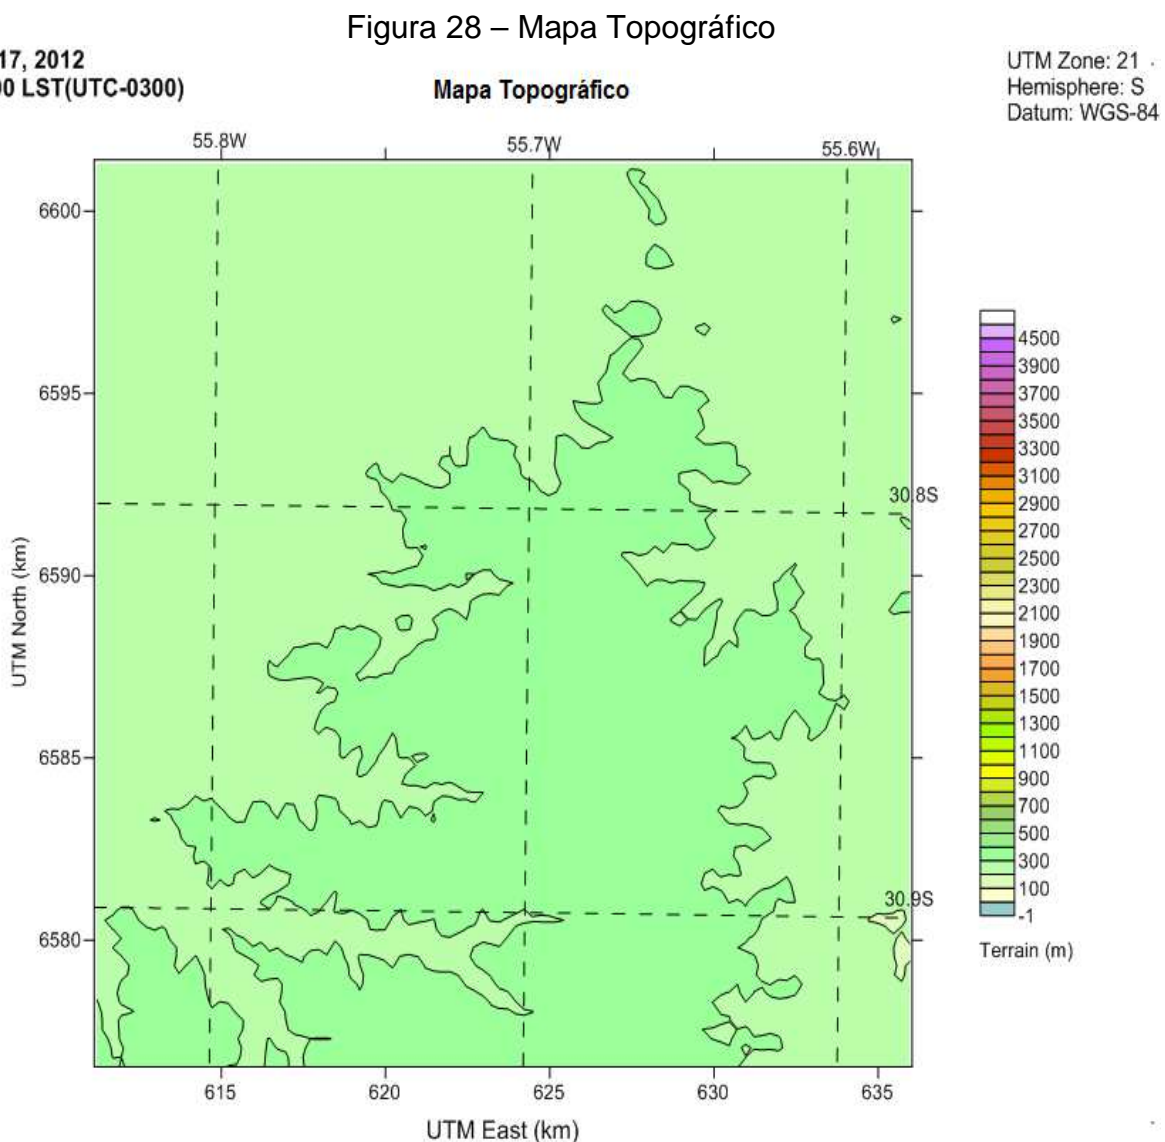 Figura 28 – Mapa Topográfico
17, 2012
00 LST(UTC-0300)
Mapa Topográfico
UTM Zone: 21
Hemisphere: S
Datum: WGS-84
55.8W
55.7W
55.6W
6600
6595
6590
6585
6580
UTM North (km)
30.8S
30.9S
615
620
625
630
635
UTM East (km)
4500
3900
3700
3500
3300
3100
2900
2700
2500
2300
2100
1900
1700
1500
1300
1100
900
700
500
300
100
-1
Terrain (m)